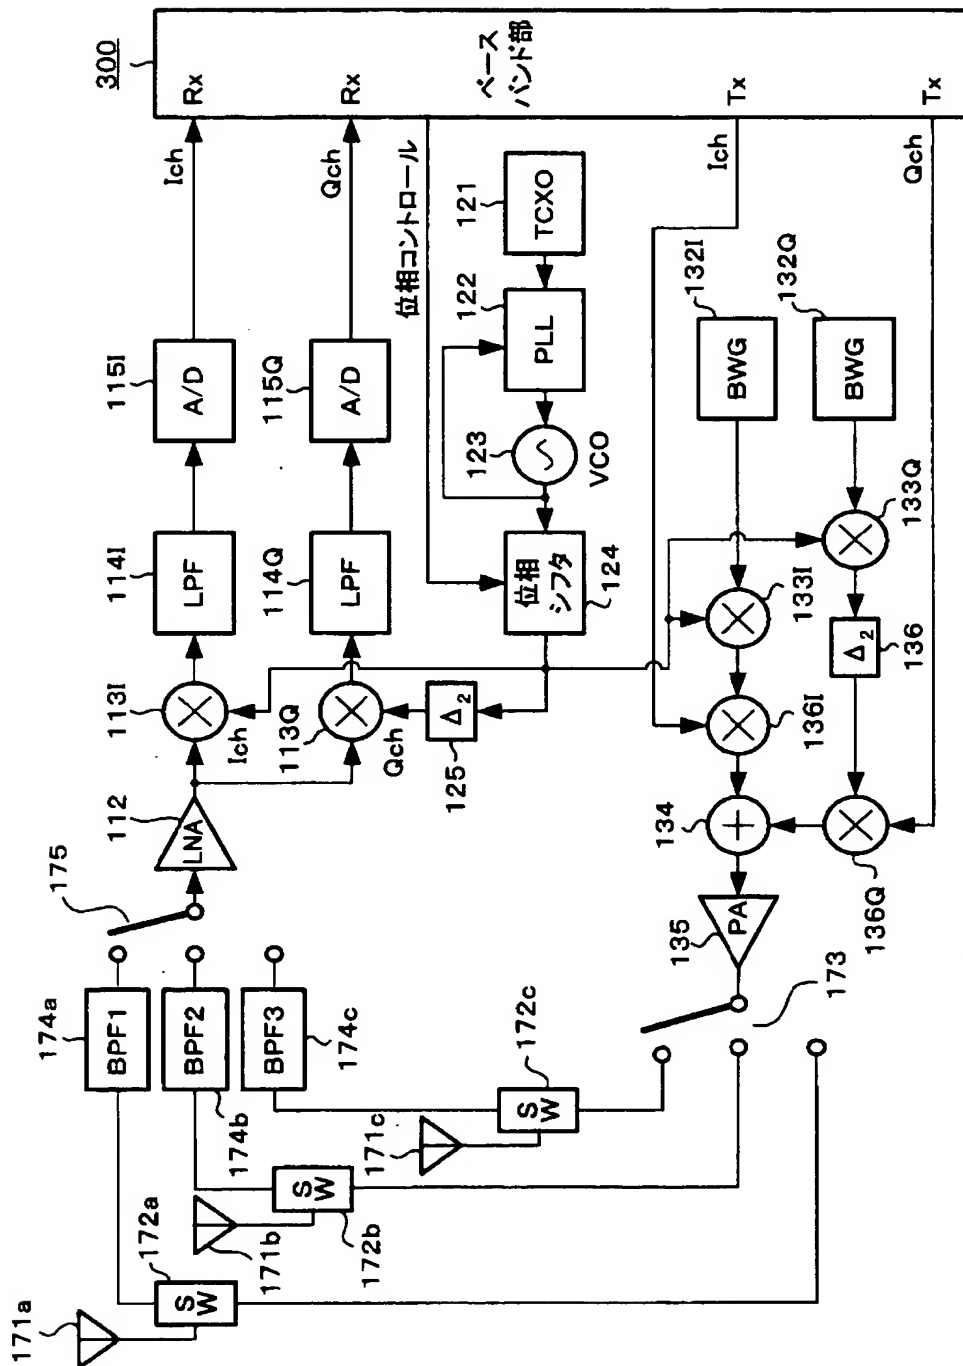 171a
172a
SW
171b
SW
172b
171c
172c
SW
174a
BPF1
BPF2
174b
BPF3
174c
175
173
112
LNA
135
PA
113I
Ich
113Q
Qch
125
Δ2
134
+
136I
136Q
114I
LPF
114Q
LPF
位相
シフタ
124
133I
133Q
Δ2
136
115I
A/D
115Q
A/D
123
VCO
122
PLL
121
TCXO
132I
BWG
132Q
BWG
位相コントロール
Ich
Qch
Ich
Qch
300
Rx
Rx
ベース
バンド部
Tx
Tx